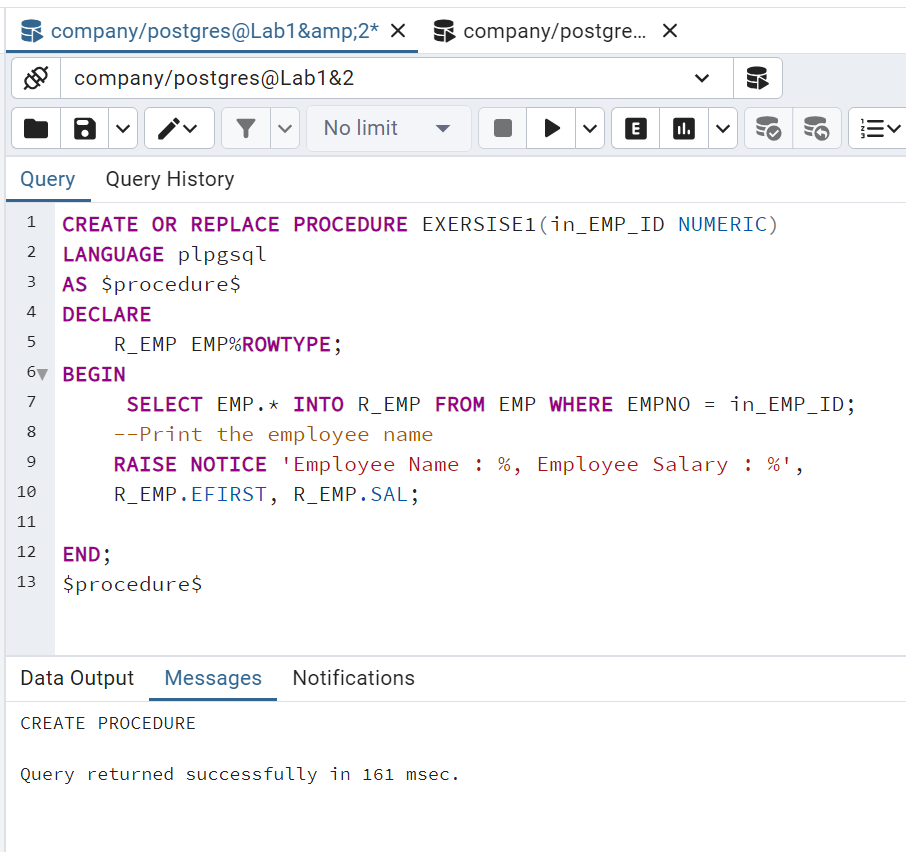 company/postgres@Lab1&amp;2*
company/postgre...
company/postgres@Lab1&2
No limit
E
Query
Query History
1 CREATE OR REPLACE PROCEDURE EXERSISE1(in_EMP_ID NUMERIC)
2 LANGUAGE plpgsql
3 AS $procedure$
4 DECLARE
5 R_EMP EMP%ROWTYPE;
6 BEGIN
7 SELECT EMP.* INTO R_EMP FROM EMP WHERE EMPNO = in_EMP_ID;
8 --Print the employee name
9 RAISE NOTICE 'Employee Name : %, Employee Salary : %',
10 R_EMP.EFIRST, R_EMP.SAL;
11
12 END;
13 $procedure$
Data Output
Messages
Notifications
CREATE PROCEDURE
Query returned successfully in 161 msec.